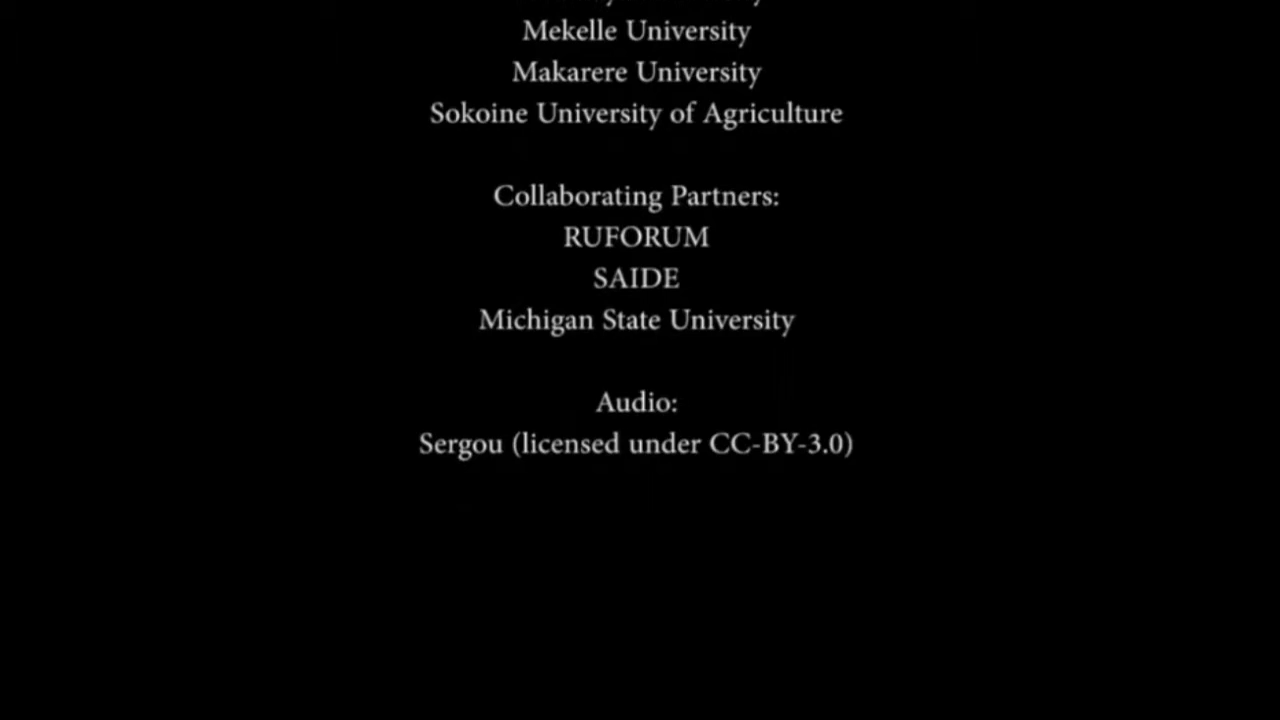 Mekelle University
Makarere University
Sokoine University of Agriculture
Collaborating Partners:
RUFORUM
SAIDE
Michigan State University
Audio:
Sergou (licensed under CC-BY-3.0)